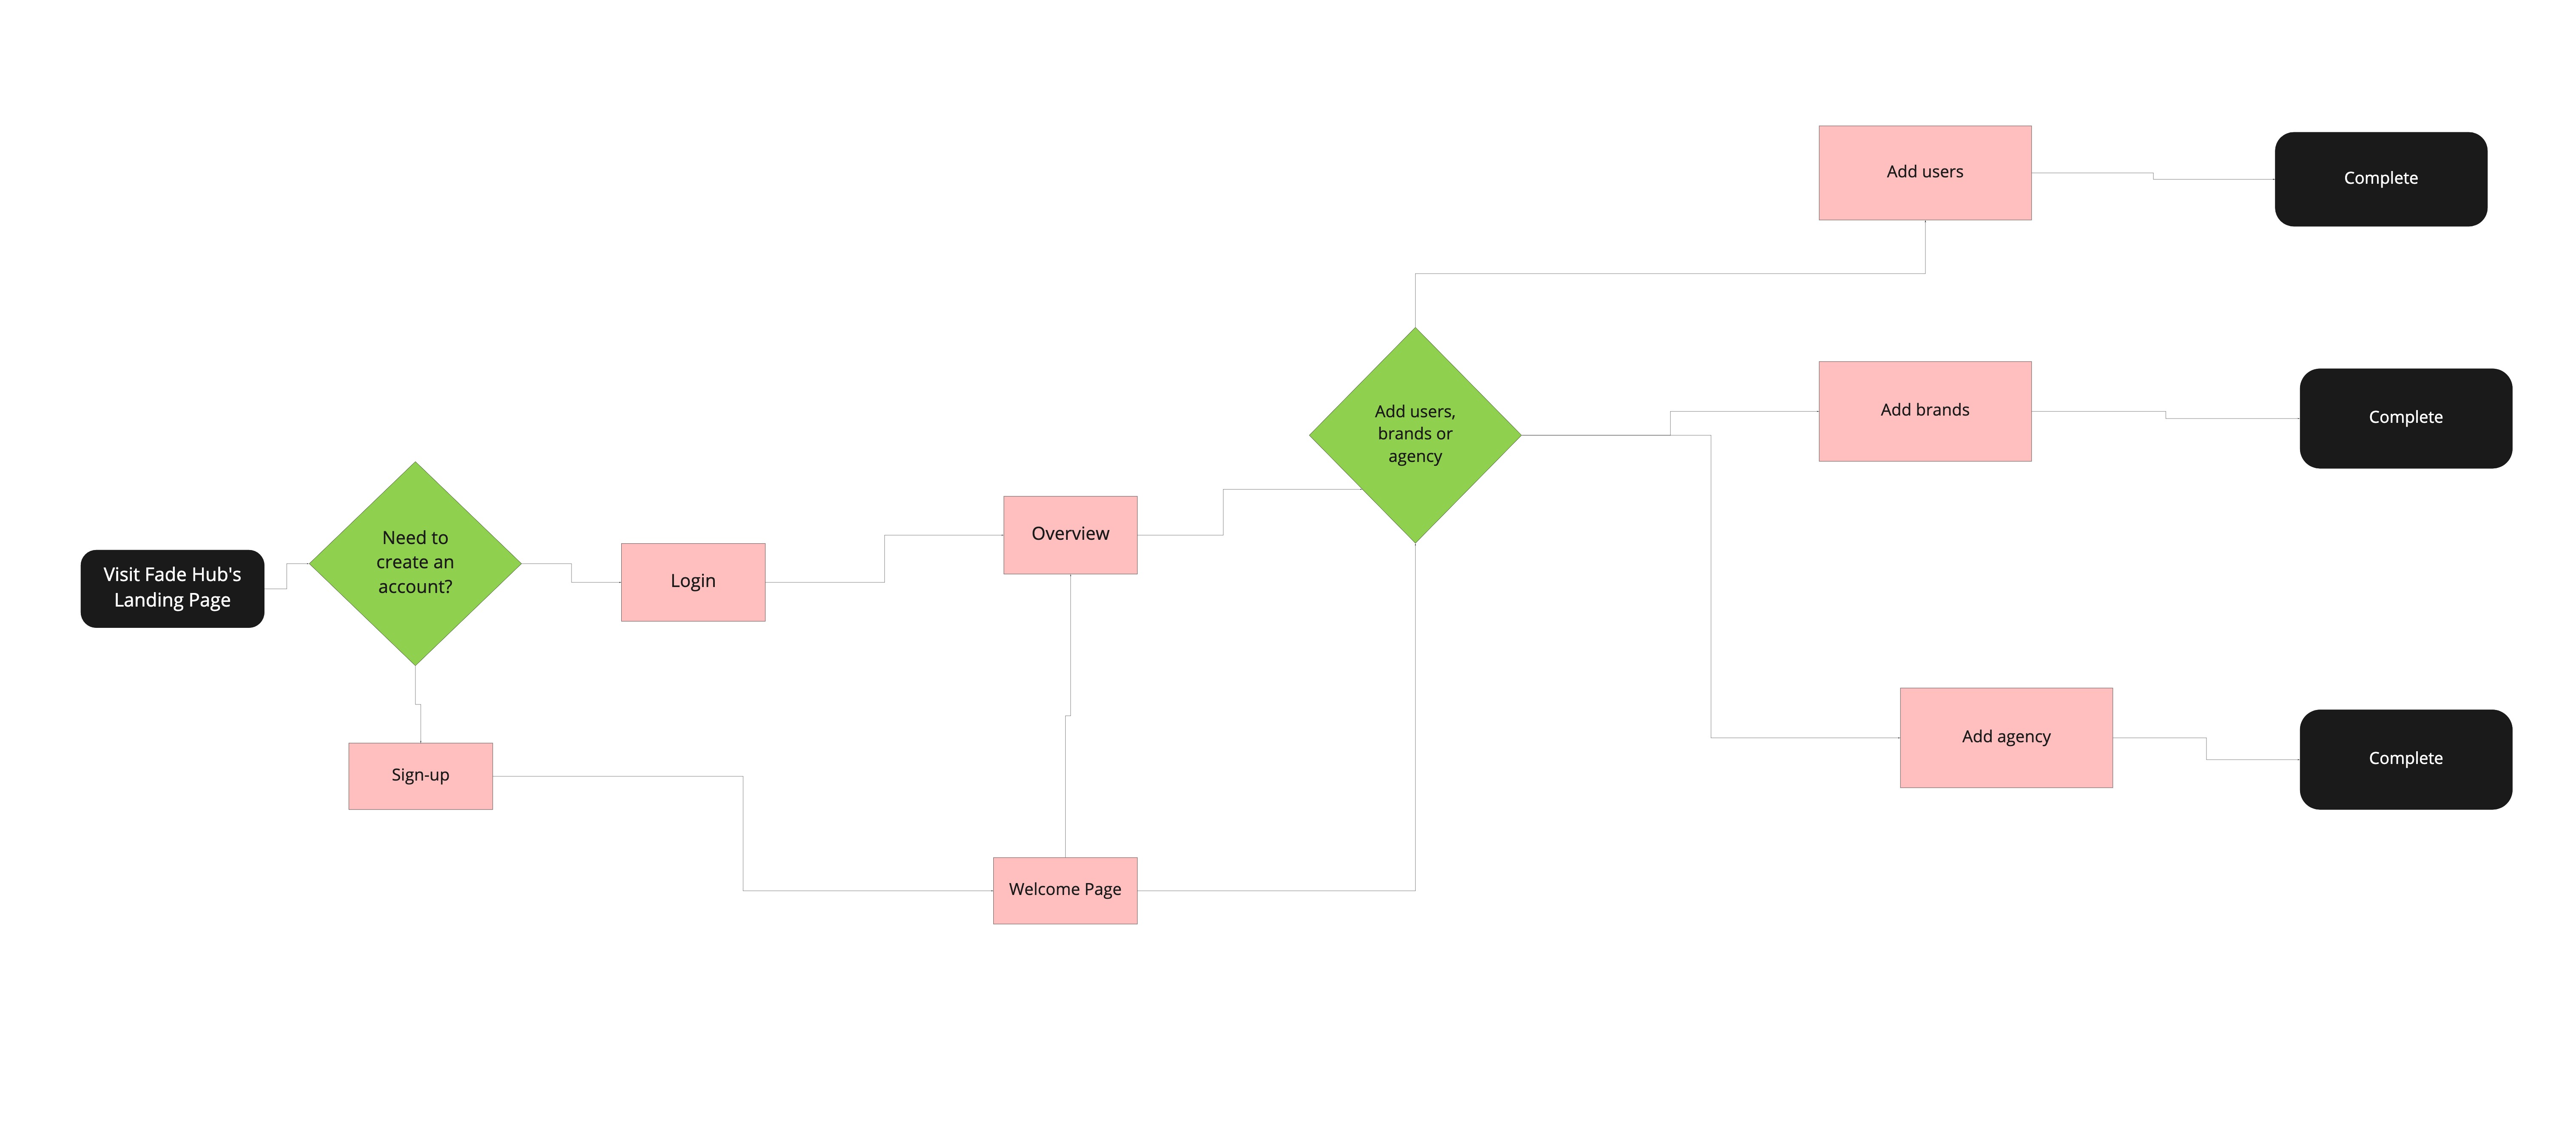 Visit Fade Hub's
Landing Page
Need to
create an
account?
Login
Sign-up
Overview
Welcome Page
Add users,
brands or
agency
Add users
Complete
Add brands
Complete
Add agency
Complete